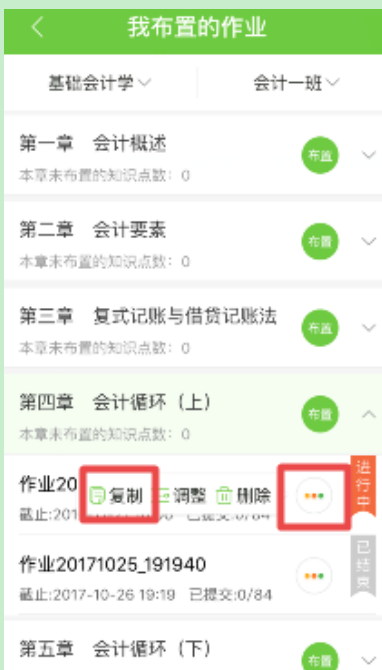 我布置的作业
基础会计学 会计一班
第一章 会计概述
布置
本章未布置的知识点数：0
第二章 会计要素
布置
本章未布置的知识点数：0
第三章 复式记账与借贷记账法
布置
本章未布置的知识点数：0
第四章 会计循环（上）
布置
本章未布置的知识点数：0
作业20 复制 调整 删除
进行中
截止:201
作业20171025_191940
已结束
截止:2017-10-26 19:19 已提交:0/84
第五章 会计循环（下）
布置